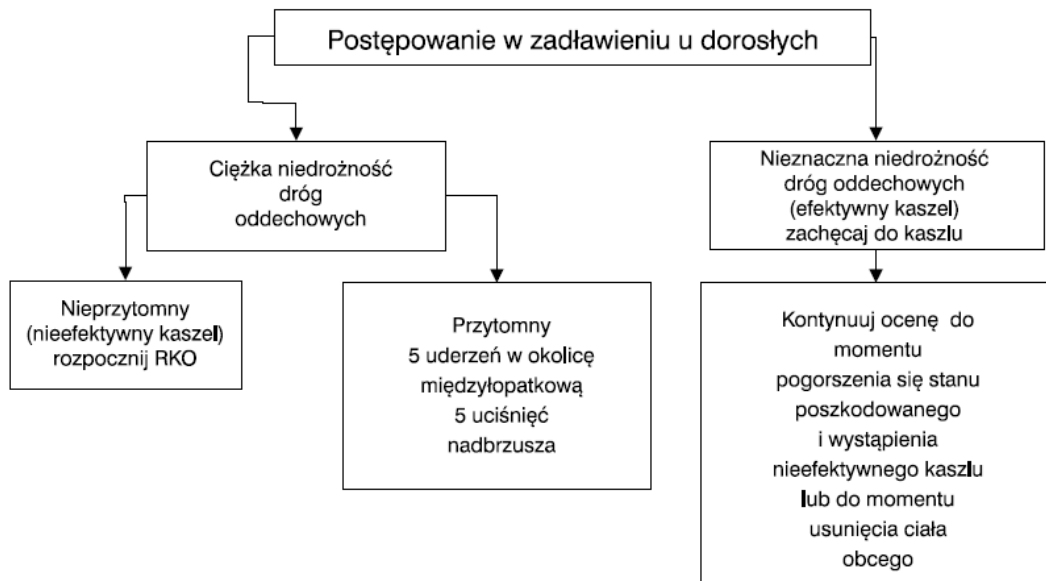 Postępowanie w zadławieniu u dorosłych
Ciężka niedrożność
dróg
oddechowych
Nieznaczna niedrożność
dróg oddechowych
(efektywny kaszel)
zachęcaj do kaszlu
Nieprzytomny
(nieefektywny kaszel)
rozpocznij RKO
Przytomny
5 uderzeń w okolicę
międzyłopatkową
5 uciśnięć
nadbrzusza
Kontynuuj ocenę do
momentu
pogorszenia się stanu
poszkodowanego
i wystąpienia
nieefektywnego kaszlu
lub do momentu
usunięcia ciała
obcego